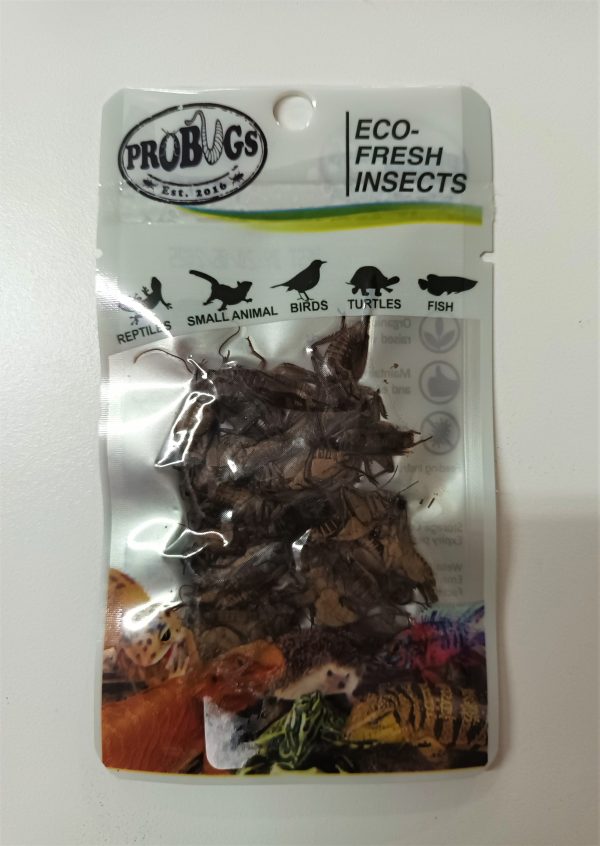 PROBUGS
Est. 2016
ECO-
FRESH
INSECTS
REPTILES
SMALL ANIMAL
BIRDS
TURTLES
FISH